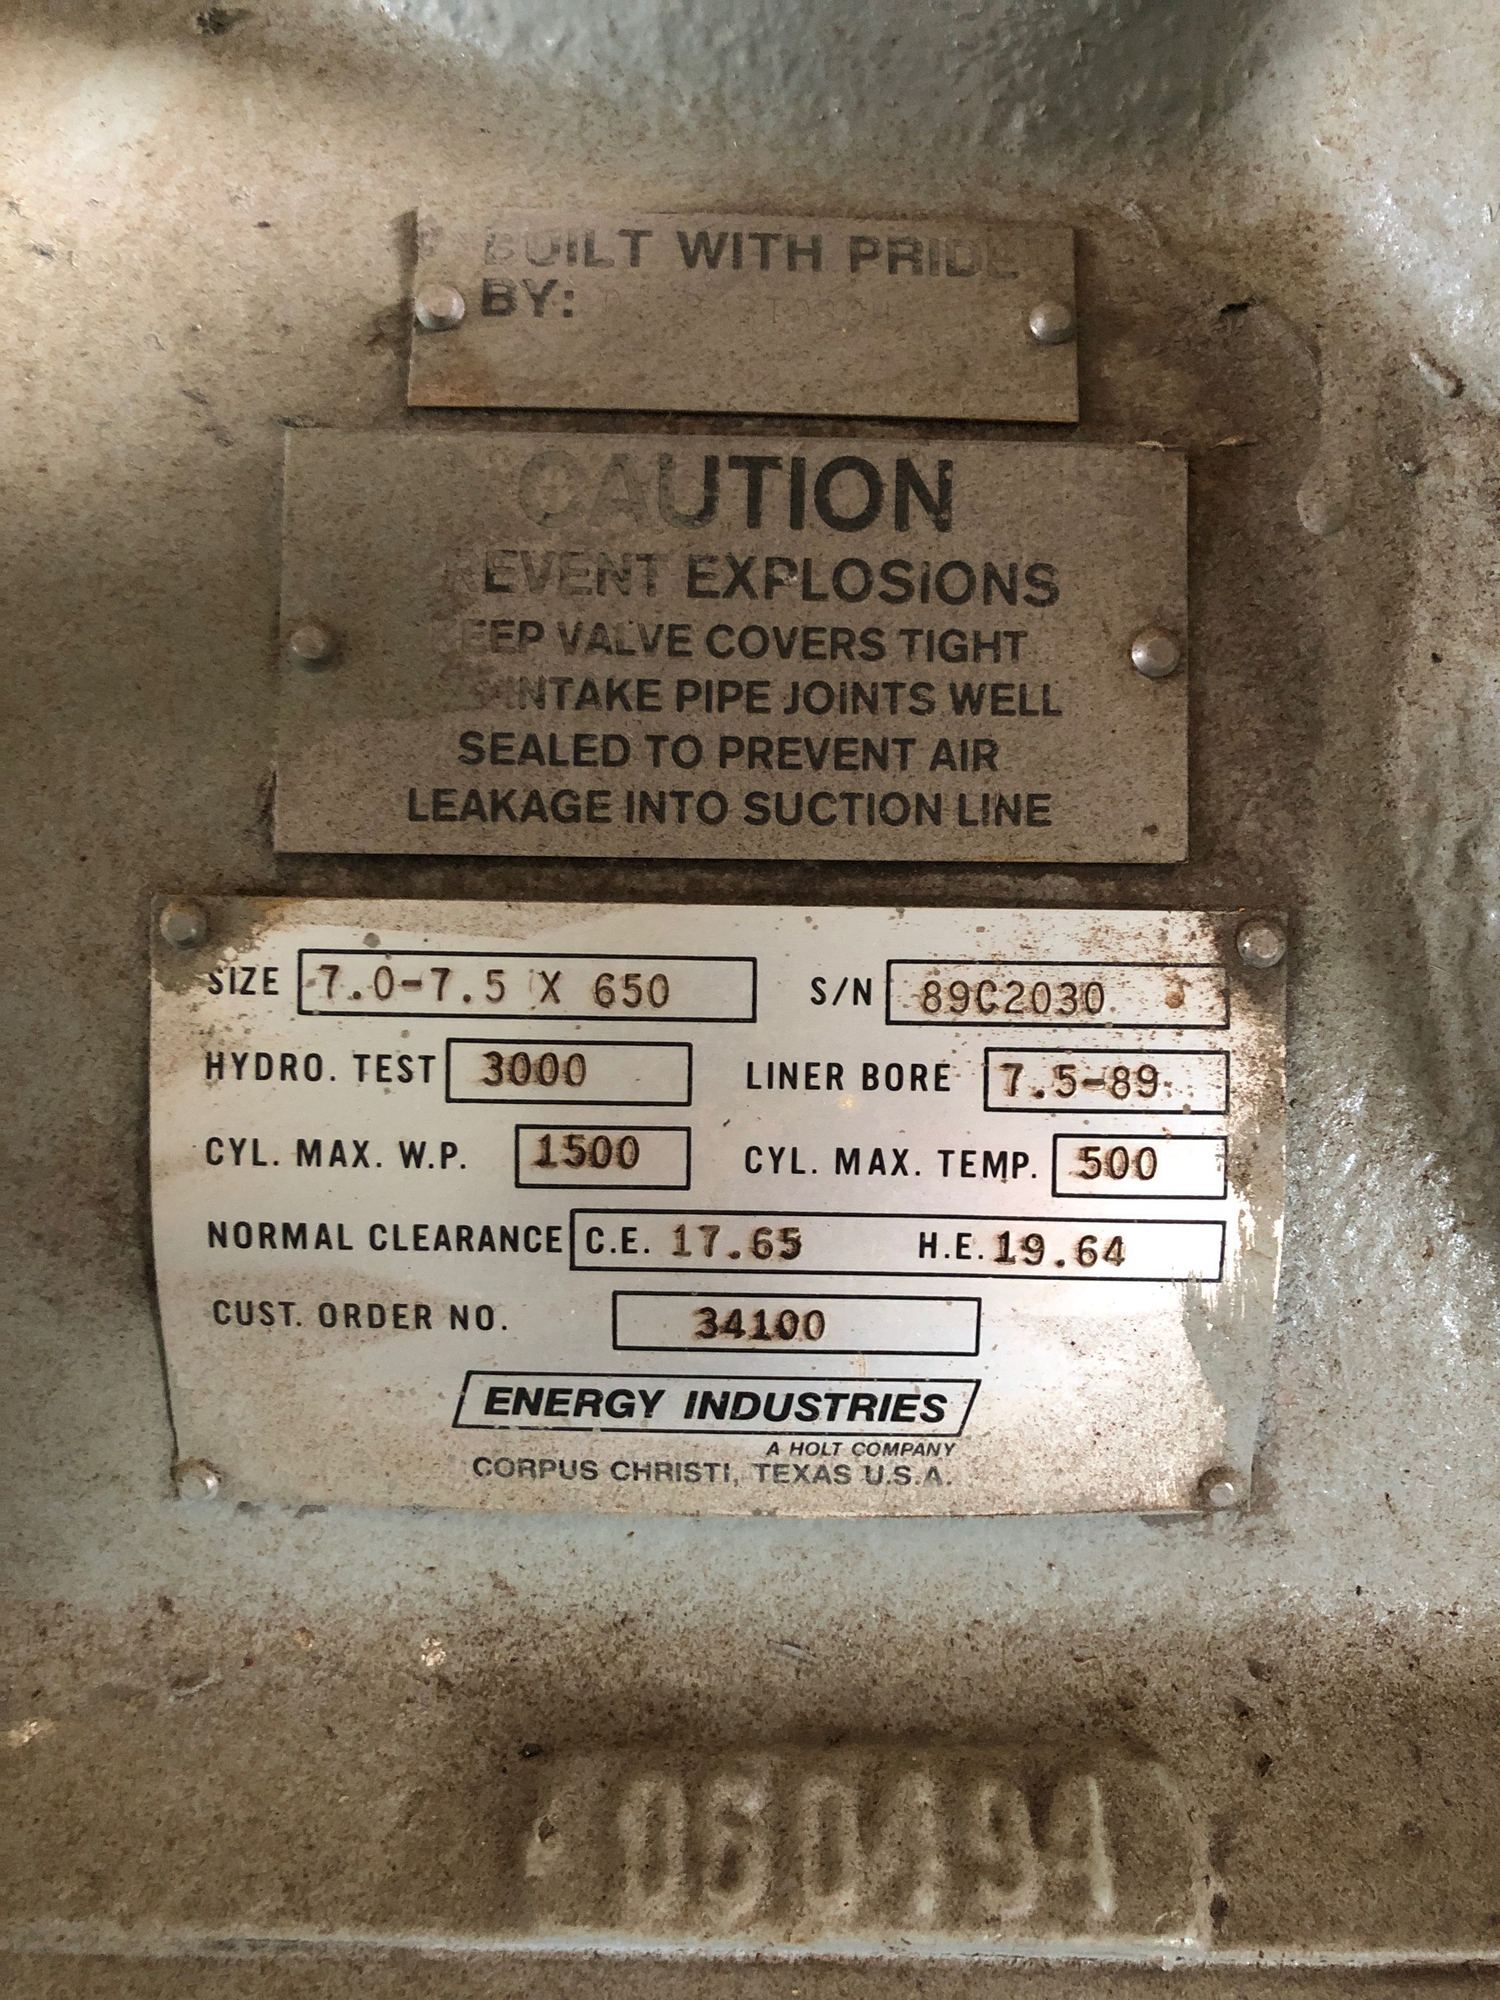 BUILT WITH PRIDE
BY:
CAUTION
REVENT EXPLOSIONS
EEP VALVE COVERS TIGHT
INTAKE PIPE JOINTS WELL
SEALED TO PREVENT AIR
LEAKAGE INTO SUCTION LINE
SIZE 7.0-7.5 X 650 S/N 89C2030
HYDRO. TEST 3000 LINER BORE 7.5-89
CYL. MAX. W.P. 1500 CYL. MAX. TEMP. 500
NORMAL CLEARANCE C.E. 17.65 H.E. 19.64
CUST. ORDER NO. 34100
ENERGY INDUSTRIES
A HOLT COMPANY
CORPUS CHRISTI, TEXAS U.S.A.
060194